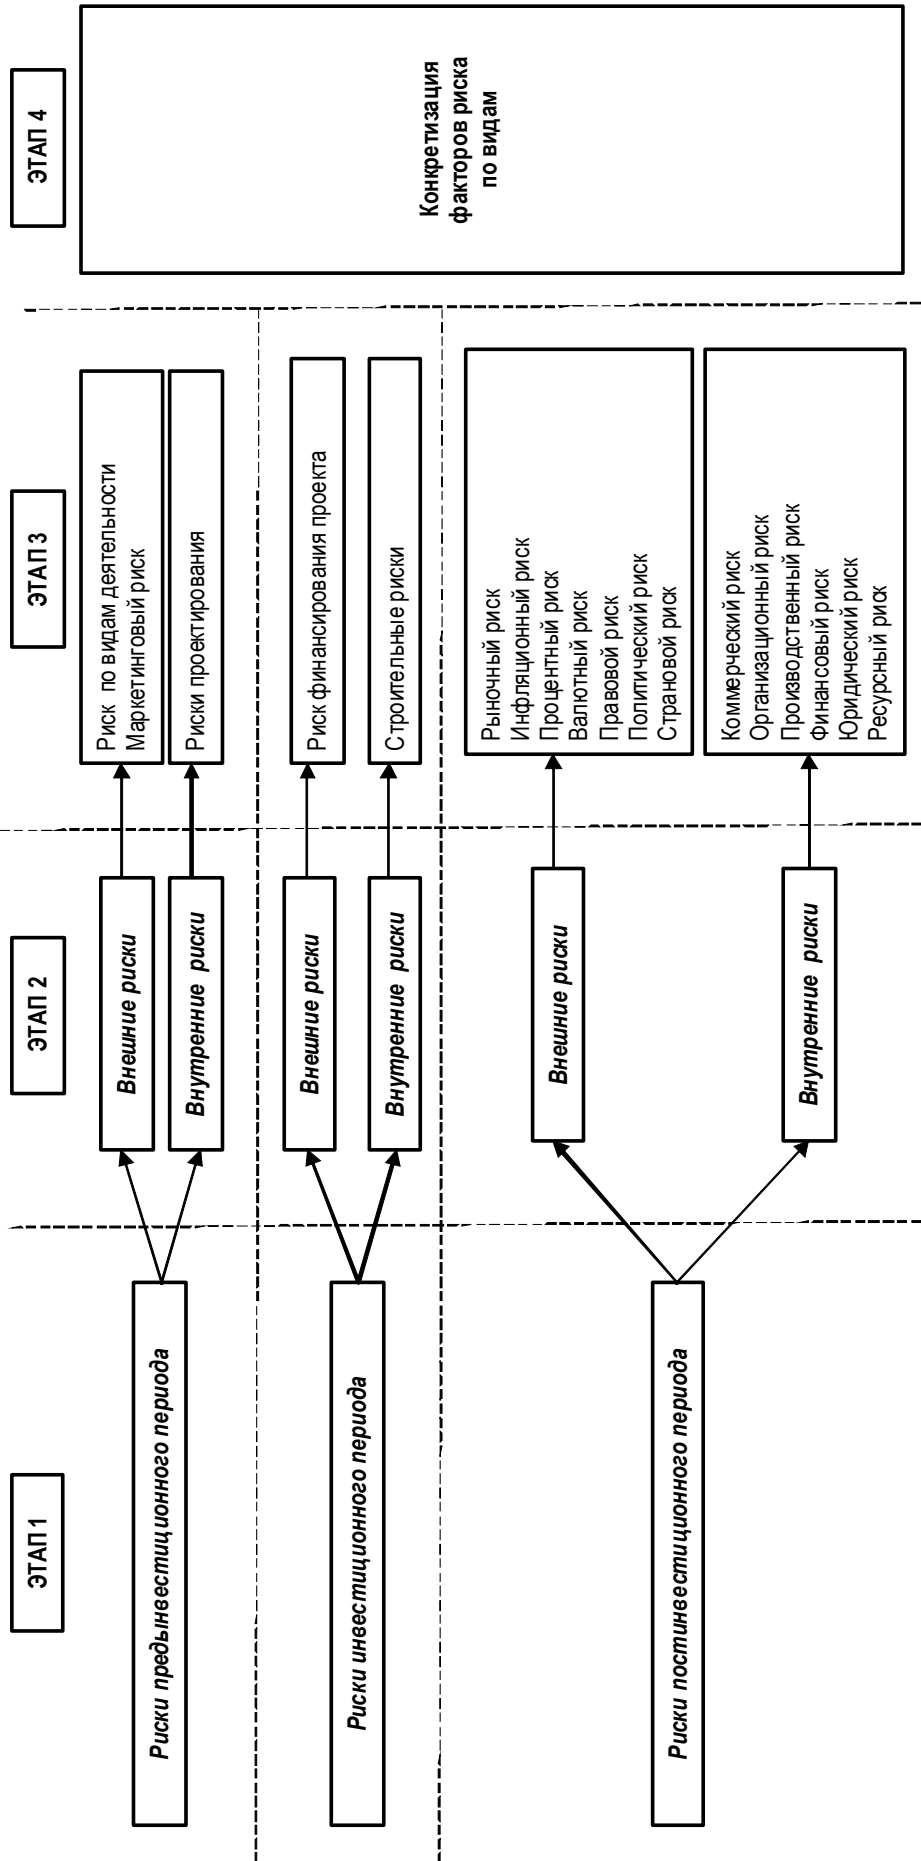 ЭТАП 1
ЭТАП 2
ЭТАП 3
ЭТАП 4
Риски предынвестиционного периода
Внешние риски
Внутренние риски
Риск по видам деятельности
Маркетинговый риск
Риски проектирования
Риски инвестиционного периода
Внешние риски
Внутренние риски
Риск финансирования проекта
Строительные риски
Риски постинвестиционного периода
Внешние риски
Внутренние риски
Рыночный риск
Инфляционный риск
Процентный риск
Валютный риск
Правовой риск
Политический риск
Страновой риск
Коммерческий риск
Организационный риск
Производственный риск
Финансовый риск
Юридический риск
Ресурсный риск
Конкретизация
факторов риска
по видам